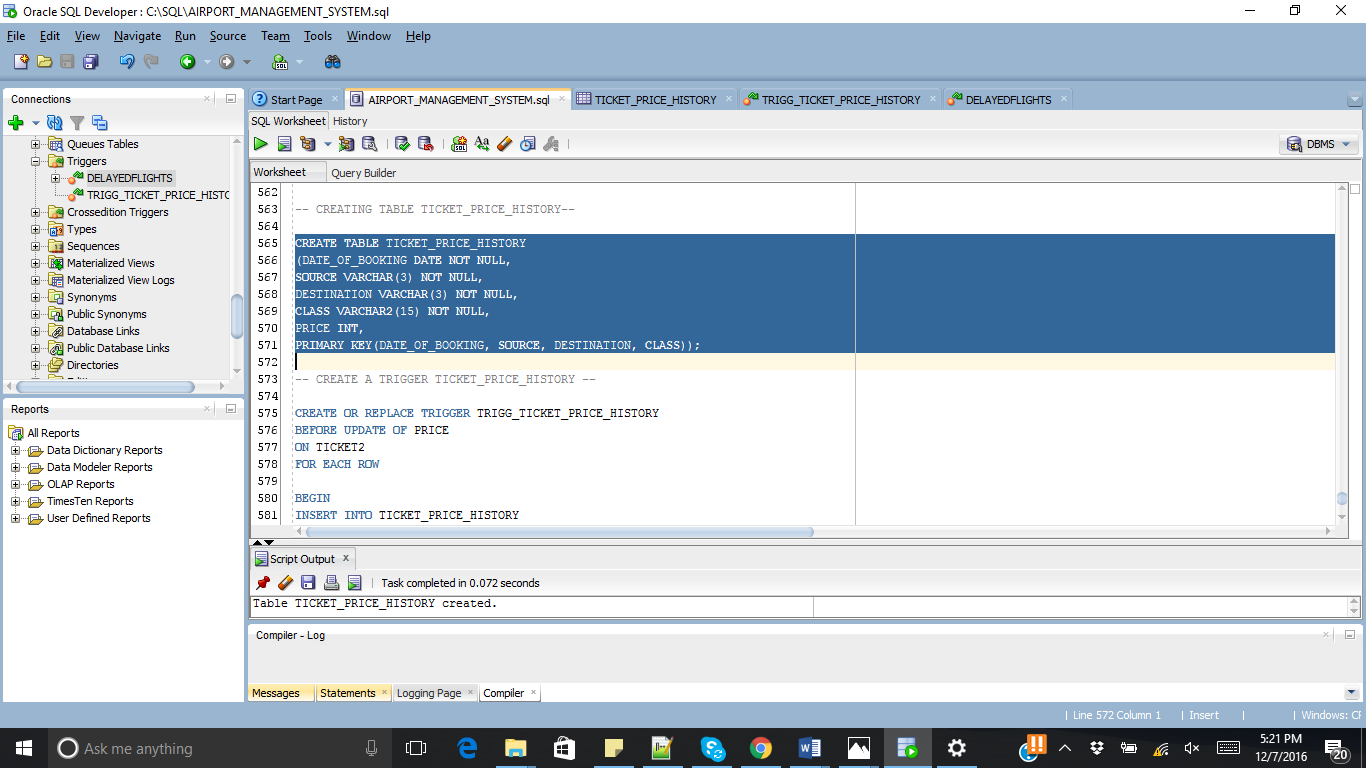 Oracle SQL Developer : C:\SQL\AIRPORT_MANAGEMENT_SYSTEM.sql
File Edit View Navigate Run Source Team Tools Window Help
Connections
Queues Tables
Triggers
DELAYEDFLIGHTS
TRIGG_TICKET_PRICE_HISTO
Crossedition Triggers
Types
Sequences
Materialized Views
Materialized View Logs
Synonyms
Public Synonyms
Database Links
Public Database Links
Directories
Reports
All Reports
Data Dictionary Reports
Data Modeler Reports
OLAP Reports
TimesTen Reports
User Defined Reports
Start Page AIRPORT_MANAGEMENT_SYSTEM.sql TICKET_PRICE_HISTORY TRIGG_TICKET_PRICE_HISTORY DELAYEDFLIGHTS
SQL Worksheet History
DBMS
Worksheet Query Builder
562
563 -- CREATING TABLE TICKET_PRICE_HISTORY--
564
565 CREATE TABLE TICKET_PRICE_HISTORY
566 (DATE_OF_BOOKING DATE NOT NULL,
567 SOURCE VARCHAR(3) NOT NULL,
568 DESTINATION VARCHAR(3) NOT NULL,
569 CLASS VARCHAR2(15) NOT NULL,
570 PRICE INT,
571 PRIMARY KEY(DATE_OF_BOOKING, SOURCE, DESTINATION, CLASS));
572
573 -- CREATE A TRIGGER TICKET_PRICE_HISTORY --
574
575 CREATE OR REPLACE TRIGGER TRIGG_TICKET_PRICE_HISTORY
576 BEFORE UPDATE OF PRICE
577 ON TICKET2
578 FOR EACH ROW
579
580 BEGIN
581 INSERT INTO TICKET_PRICE_HISTORY
Script Output
Task completed in 0.072 seconds
Table TICKET_PRICE_HISTORY created.
Compiler - Log
Messages Statements Logging Page Compiler
Line 572 Column 1 Insert Windows: CF
Ask me anything
5:21 PM
12/7/2016
20